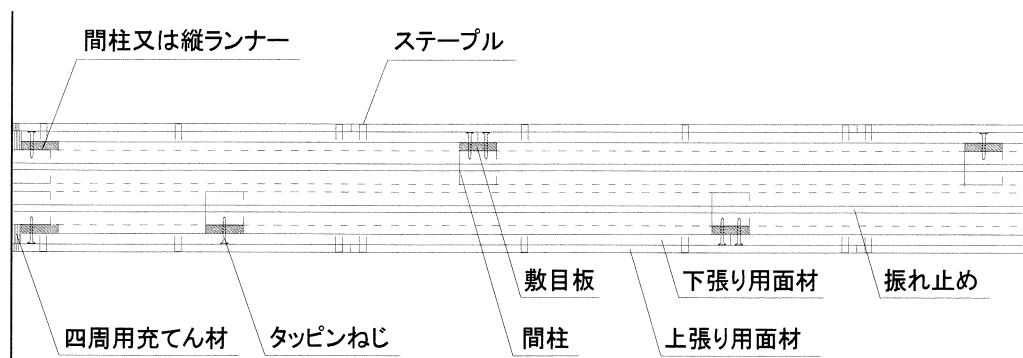 間柱又は縦ランナー
ステープル
敷目板
下張り用面材
振れ止め
四周用充てん材
タッピンねじ
間柱
上張り用面材